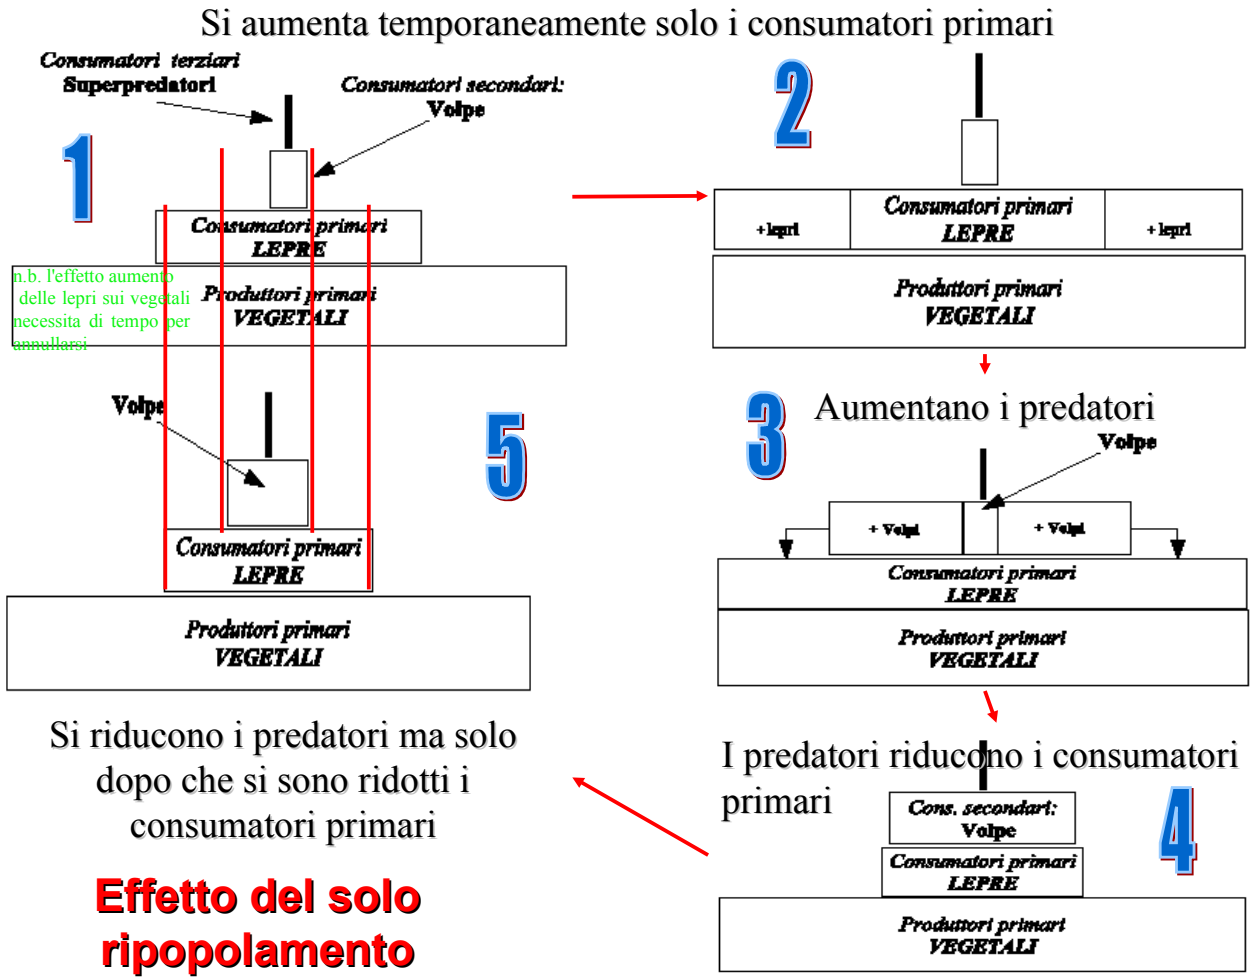 Si aumenta temporaneamente solo i consumatori primari
Consumatori terziari
Superpredatori
Consumatori secondari:
Volpe
1
Consumatori primari
LEPRE
n.b. l'effetto aumento
delle lepri sui vegetali
necessita di tempo per
annullarsi
Produttori primari
VEGETALI
2
+ lepri
Consumatori primari
LEPRE
+ lepri
Produttori primari
VEGETALI
3
Aumentano i predatori
Volpe
+ Volpi
+ Volpi
Consumatori primari
LEPRE
Produttori primari
VEGETALI
I predatori riducono i consumatori
primari
4
Cons. secondari:
Volpe
Consumatori primari
LEPRE
Produttori primari
VEGETALI
Volpe
5
Consumatori primari
LEPRE
Produttori primari
VEGETALI
Si riducono i predatori ma solo
dopo che si sono ridotti i
consumatori primari
Effetto del solo
ripopolamento